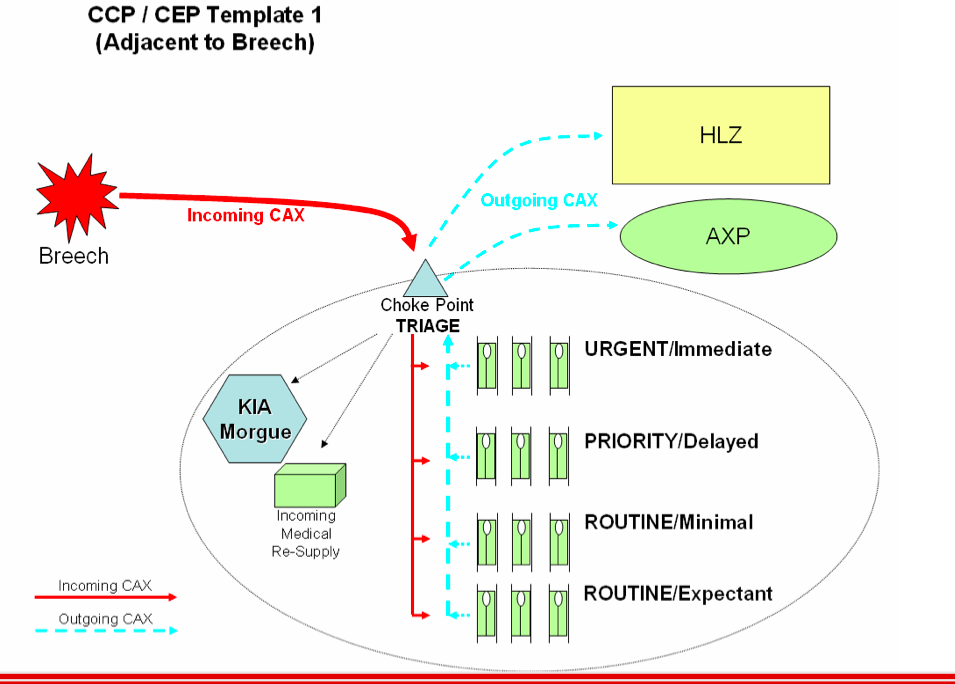 CCP / CEP Template 1
(Adjacent to Breech)
HLZ
Outgoing CAX
Incoming CAX
AXP
Breech
Choke Point
TRIAGE
URGENT/Immediate
KIA
Morgue
PRIORITY/Delayed
Incoming
Medical
Re-Supply
ROUTINE/Minimal
ROUTINE/Expectant
Incoming CAX
Outgoing CAX